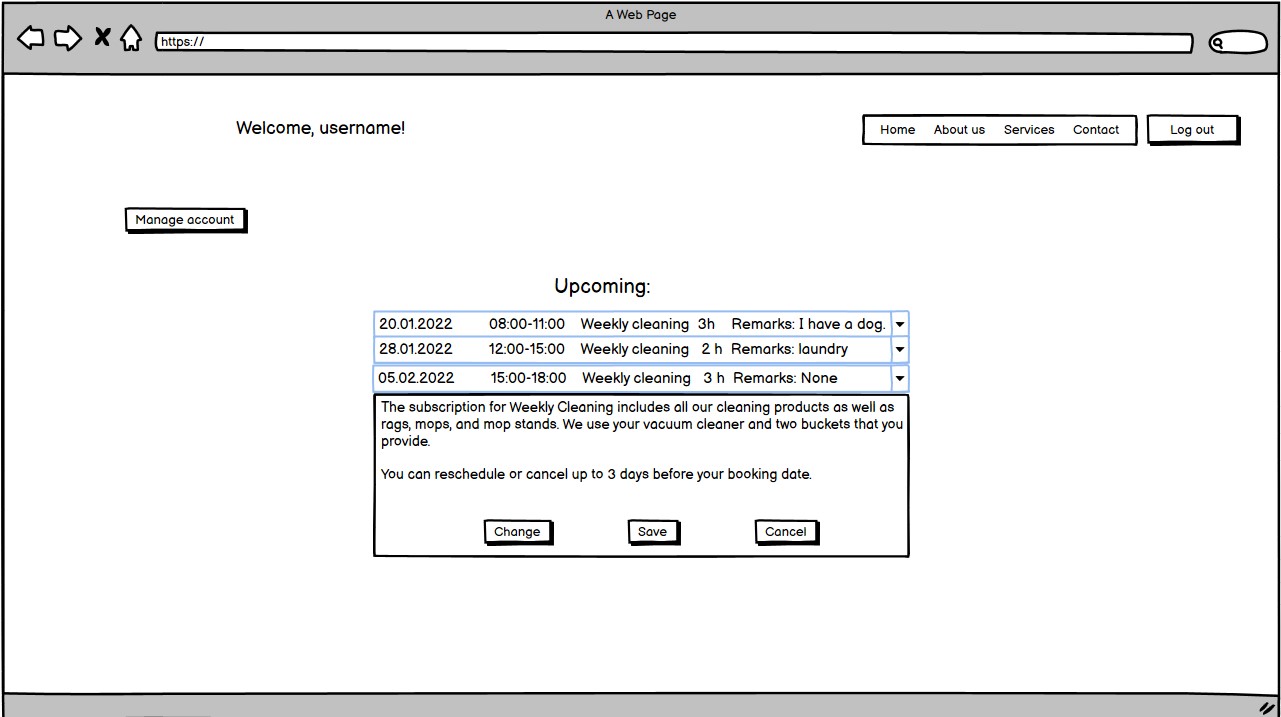 A Web Page
https://
Welcome, username!
Home About us Services Contact Log out
Manage account
Upcoming:
20.01.2022 08:00-11:00 Weekly cleaning 3h Remarks: I have a dog.
28.01.2022 12:00-15:00 Weekly cleaning 2 h Remarks: laundry
05.02.2022 15:00-18:00 Weekly cleaning 3 h Remarks: None
The subscription for Weekly Cleaning includes all our cleaning products as well as
rags, mops, and mop stands. We use your vacuum cleaner and two buckets that you
provide.
You can reschedule or cancel up to 3 days before your booking date.
Change Save Cancel